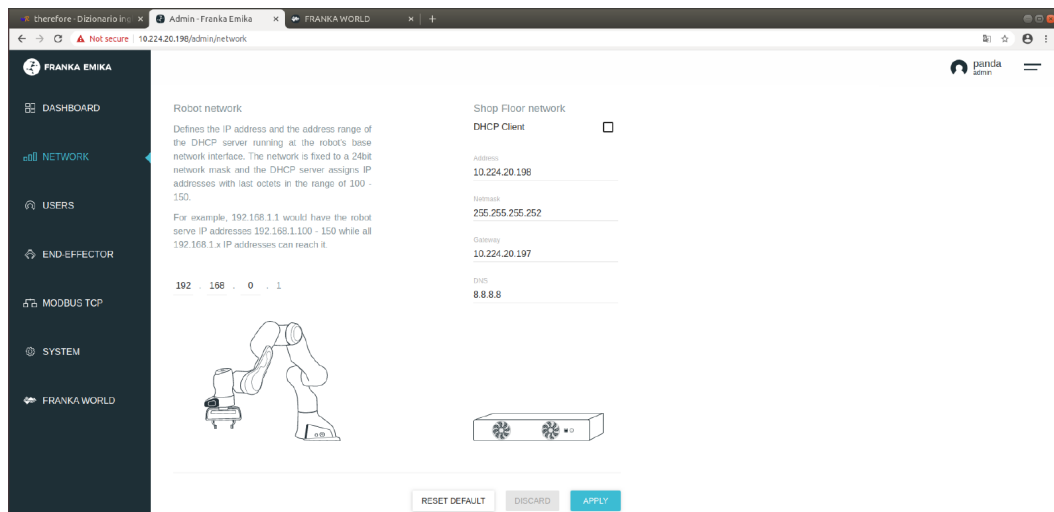 therefore - Dizionario ing
Admin - Franka Emika
FRANKA WORLD
Not secure
10.224.20.198/admin/network
FRANKA EMIKA
panda
admin
DASHBOARD
NETWORK
USERS
END-EFFECTOR
MODBUS TCP
SYSTEM
FRANKA WORLD
Robot network
Defines the IP address and the address range of
the DHCP server running at the robot's base
network interface. The network is fixed to a 24bit
network mask and the DHCP server assigns IP
addresses with last octets in the range of 100 -
150.
For example, 192.168.1.1 would have the robot
serve IP addresses 192.168.1.100 - 150 while all
192.168.1.x IP addresses can reach it.
192 . 168 . 0 . 1
Shop Floor network
DHCP Client
Address
10.224.20.198
Netmask
255.255.255.252
Gateway
10.224.20.197
DNS
8.8.8.8
RESET DEFAULT
DISCARD
APPLY